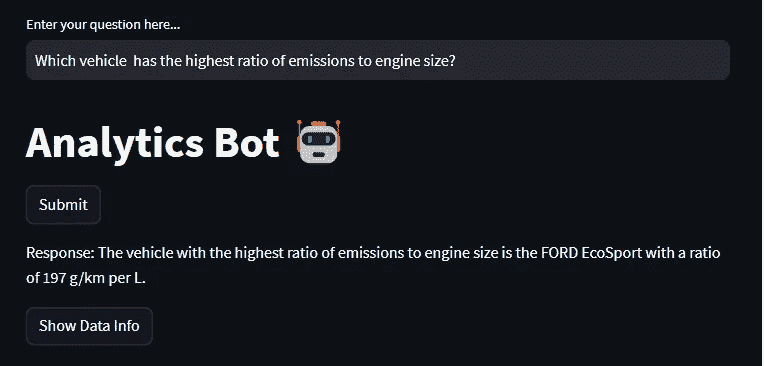 Enter your question here...
Which vehicle  has the highest ratio of emissions to engine size?
Analytics Bot
Submit
Response: The vehicle with the highest ratio of emissions to engine size is the FORD EcoSport with a ratio
of 197 g/km per L.
Show Data Info